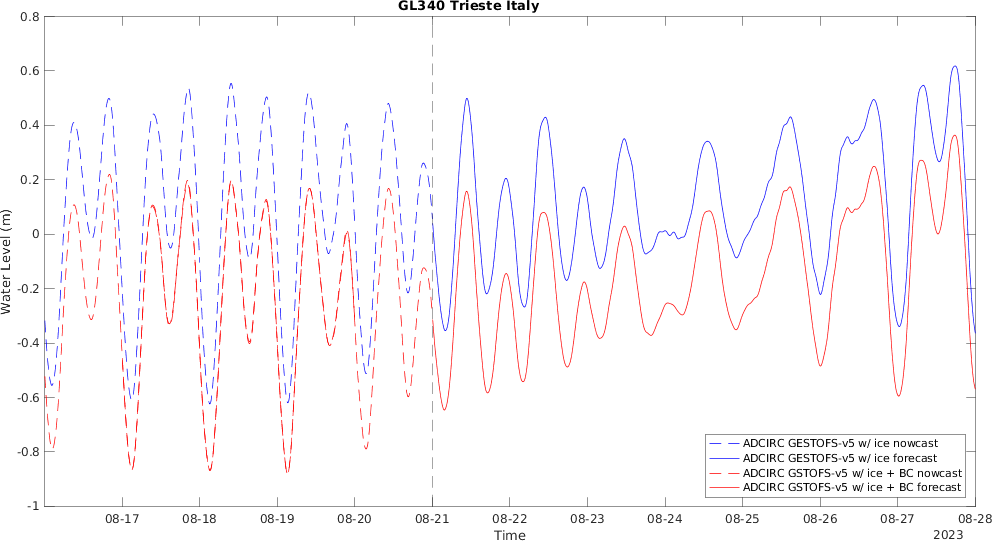 GL340 Trieste Italy
0.8
0.6
0.4
0.2
0
-0.2
-0.4
-0.6
-0.8
-1
Water Level (m)
ADCIRC GESTOFS-v5 w/ ice nowcast
ADCIRC GESTOFS-v5 w/ ice forecast
ADCIRC GSTOFS-v5 w/ ice + BC nowcast
ADCIRC GSTOFS-v5 w/ ice + BC forecast
08-17 08-18 08-19 08-20 08-21 08-22 08-23 08-24 08-25 08-26 08-27 08-28
Time
2023